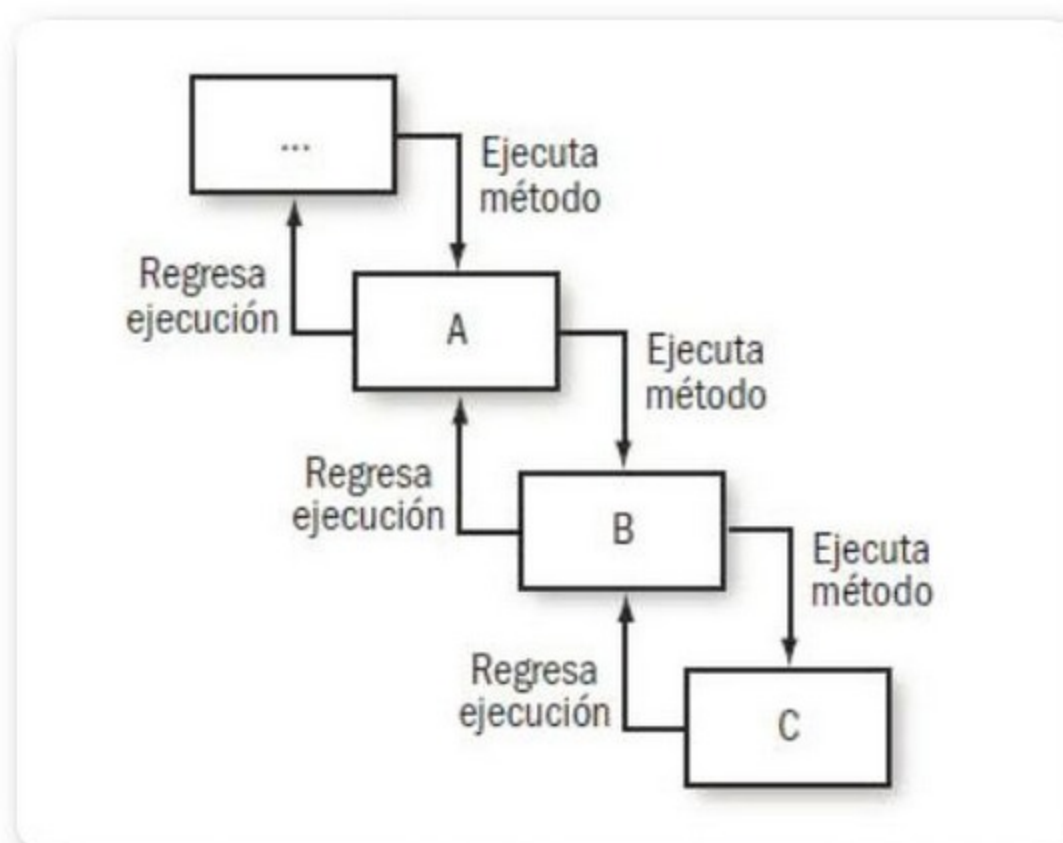 ...
Ejecuta
método
Regresa
ejecución
A
Ejecuta
método
Regresa
ejecución
B
Ejecuta
método
Regresa
ejecución
C